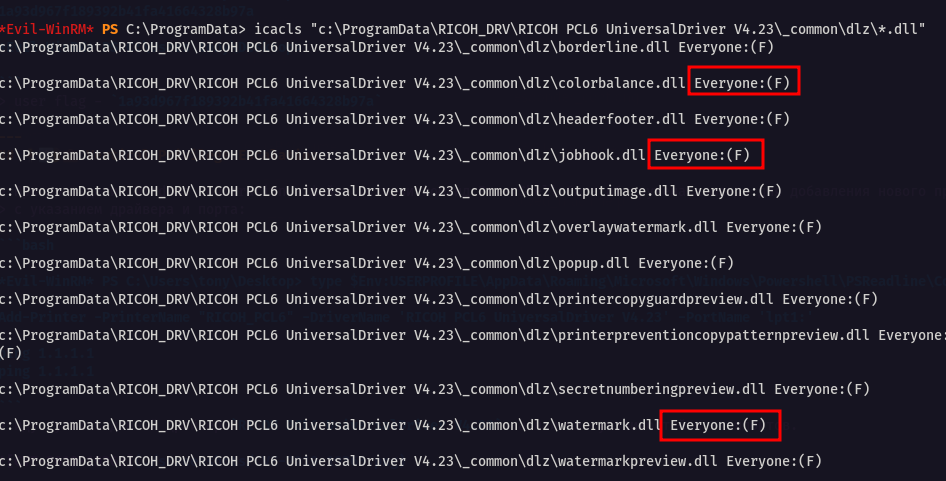 *Evil-WinRM* PS C:\ProgramData> icacls "c:\ProgramData\RICOH_DRV\RICOH PCL6 UniversalDriver V4.23\_common\dlz\*.dll"
c:\ProgramData\RICOH_DRV\RICOH PCL6 UniversalDriver V4.23\_common\dlz\borderline.dll Everyone:(F)
c:\ProgramData\RICOH_DRV\RICOH PCL6 UniversalDriver V4.23\_common\dlz\colorbalance.dll Everyone:(F)
c:\ProgramData\RICOH_DRV\RICOH PCL6 UniversalDriver V4.23\_common\dlz\headerfooter.dll Everyone:(F)
c:\ProgramData\RICOH_DRV\RICOH PCL6 UniversalDriver V4.23\_common\dlz\jobhook.dll Everyone:(F)
c:\ProgramData\RICOH_DRV\RICOH PCL6 UniversalDriver V4.23\_common\dlz\outputimage.dll Everyone:(F)
c:\ProgramData\RICOH_DRV\RICOH PCL6 UniversalDriver V4.23\_common\dlz\overlaywatermark.dll Everyone:(F)
c:\ProgramData\RICOH_DRV\RICOH PCL6 UniversalDriver V4.23\_common\dlz\popup.dll Everyone:(F)
c:\ProgramData\RICOH_DRV\RICOH PCL6 UniversalDriver V4.23\_common\dlz\printercopyguardpreview.dll Everyone:(F)
c:\ProgramData\RICOH_DRV\RICOH PCL6 UniversalDriver V4.23\_common\dlz\printerpreventioncopypatternpreview.dll Everyone:
(F)
c:\ProgramData\RICOH_DRV\RICOH PCL6 UniversalDriver V4.23\_common\dlz\secretnumberingpreview.dll Everyone:(F)
c:\ProgramData\RICOH_DRV\RICOH PCL6 UniversalDriver V4.23\_common\dlz\watermark.dll Everyone:(F)
c:\ProgramData\RICOH_DRV\RICOH PCL6 UniversalDriver V4.23\_common\dlz\watermarkpreview.dll Everyone:(F)